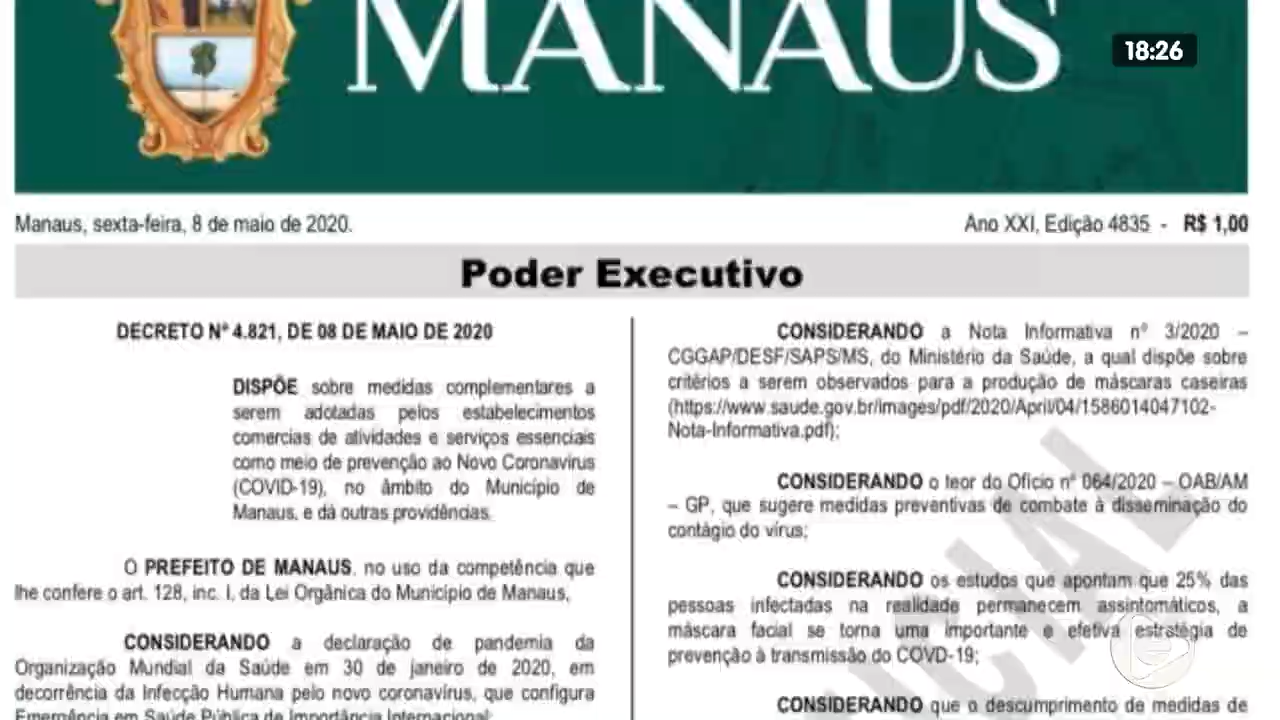 MANAUS
18:26
Manaus, sexta-feira, 8 de maio de 2020.
Ano XXI, Edição 4835 - R$ 1,00
Poder Executivo
DECRETO Nº 4.821, DE 08 DE MAIO DE 2020
DISPÕE sobre medidas complementares a
serem adotadas pelos estabelecimentos
comercias de atividades e serviços essenciais
como meio de prevenção ao Novo Coronavírus
(COVID-19), no âmbito do Município de
Manaus, e dá outras providências.
O PREFEITO DE MANAUS, no uso da competência que
lhe confere o art. 128, inc. I, da Lei Orgânica do Município de Manaus,
CONSIDERANDO a declaração de pandemia da
Organização Mundial da Saúde em 30 de janeiro de 2020, em
decorrência da Infecção Humana pelo novo coronavírus, que configura
Emergência em Saúde Pública de Importância Internacional;
CONSIDERANDO a Nota Informativa nº 3/2020 –
CGGAP/DESF/SAPS/MS, do Ministério da Saúde, a qual dispõe sobre
critérios a serem observados para a produção de máscaras caseiras
(https://www.saude.gov.br/images/pdf/2020/April/04/1586014047102-
Nota-Informativa.pdf);
CONSIDERANDO o teor do Ofício nº 064/2020 – OAB/AM
– GP, que sugere medidas preventivas de combate à disseminação do
contágio do vírus;
CONSIDERANDO os estudos que apontam que 25% das
pessoas infectadas na realidade permanecem assintomáticos, a
máscara facial se torna uma importante e efetiva estratégia de
prevenção à transmissão do COVD-19;
CONSIDERANDO que o descumprimento de medidas de